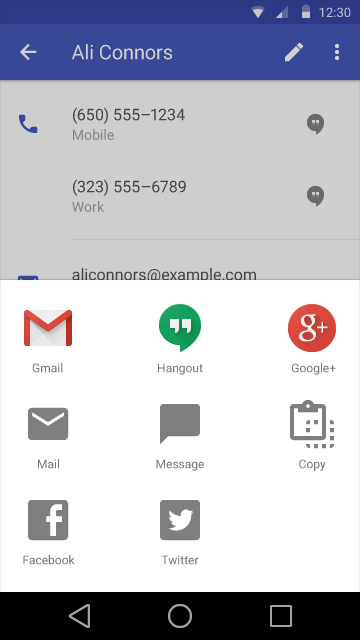 12:30
Ali Connors
(650) 555–1234
Mobile
(323) 555–6789
Work
aliconnors@example.com
Gmail Hangout Google+
Mail Message Copy
Facebook Twitter